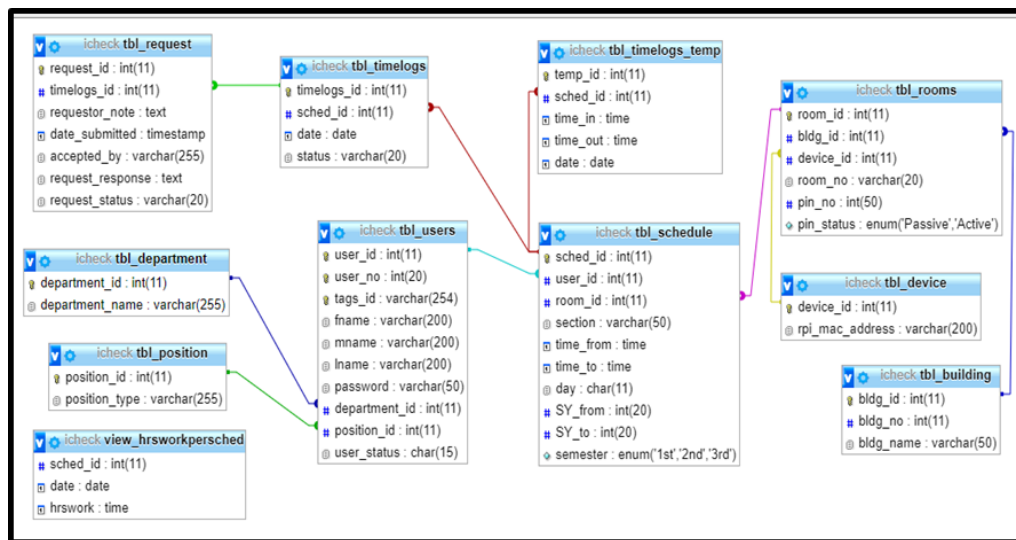 icheck tbl_request
request_id : int(11)
timelogs_id : int(11)
requestor_note : text
date_submitted : timestamp
accepted_by : varchar(255)
request_response : text
request_status : varchar(20)
icheck tbl_timelogs
timelogs_id : int(11)
sched_id : int(11)
date : date
status : varchar(20)
icheck tbl_timelogs_temp
temp_id : int(11)
sched_id : int(11)
time_in : time
time_out : time
date : date
icheck tbl_rooms
room_id : int(11)
bldg_id : int(11)
device_id : int(11)
room_no : varchar(20)
pin_no : int(50)
pin_status : enum('Passive','Active')
icheck tbl_department
department_id : int(11)
department_name : varchar(255)
icheck tbl_users
user_id : int(11)
user_no : int(20)
tags_id : varchar(254)
fname : varchar(200)
mname : varchar(200)
lname : varchar(200)
password : varchar(50)
department_id : int(11)
position_id : int(11)
user_status : char(15)
icheck tbl_schedule
sched_id : int(11)
user_id : int(11)
room_id : int(11)
section : varchar(50)
time_from : time
time_to : time
day : char(11)
SY_from : int(20)
SY_to : int(20)
semester : enum('1st','2nd','3rd')
icheck tbl_device
device_id : int(11)
rpi_mac_address : varchar(200)
icheck tbl_position
position_id : int(11)
position_type : varchar(255)
icheck tbl_building
bldg_id : int(11)
bldg_no : int(11)
bldg_name : varchar(50)
icheck view_hrsworkpersched
sched_id : int(11)
date : date
hrswork : time